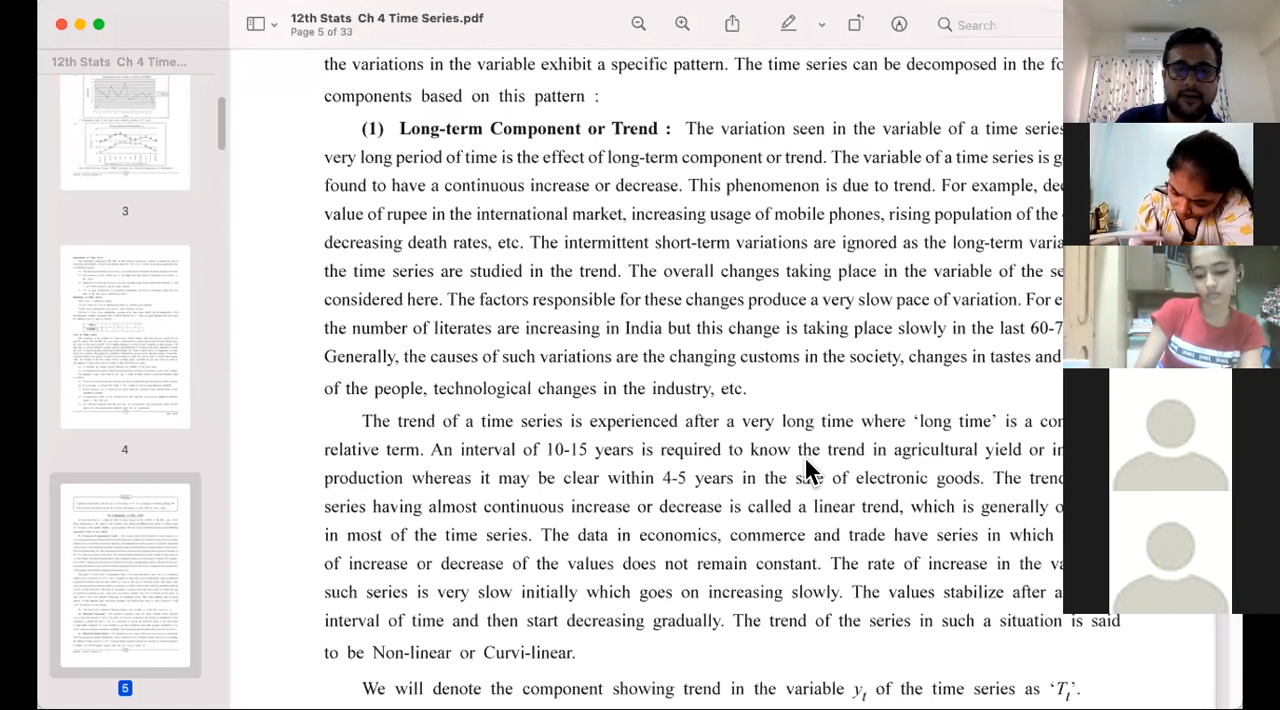 12th Stats Ch 4 Time Series.pdf
Page 5 of 33
Search
12th Stats Ch 4 Time...
3
4
5
the variations in the variable exhibit a specific pattern. The time series can be decomposed in the fo
components based on this pattern :
(1) Long-term Component or Trend : The variation seen in the variable of a time series
very long period of time is the effect of long-term component or trend. The variable of a time series is ge
found to have a continuous increase or decrease. This phenomenon is due to trend. For example, dec
value of rupee in the international market, increasing usage of mobile phones, rising population of the
decreasing death rates, etc. The intermittent short-term variations are ignored as the long-term varia
the time series are studied using trend. The overall changes taking place in the variable of the se
considered here. The factors responsible for these changes produce very slow pace of variation. For e
the number of literates are increasing in India but this change is taking place slowly in the last 60-7
Generally, the causes of such variations are the changing customs in the society, changes in tastes and
of the people, technological changes in the industry, etc.
The trend of a time series is experienced after a very long time where ‘long time’ is a con
relative term. An interval of 10-15 years is required to know the trend in agricultural yield or in
production whereas it may be clear within 4-5 years in the of electronic goods. The trend
series having almost constant increase or decrease is called linear trend, which is generally o
in most of the time series. But in economics, commerce we have series in which
of increase or decrease in the series does not remain constant. The rate of increase in the va
series is very slow initially which goes on increasing slowly. The values stabilize after a
and after some time start decreasing gradually. The trend of the series in such a situation is said
to be Non-linear or Curvilinear.
We will denote the component showing trend in the variable yt of the time series as ‘Tt’.